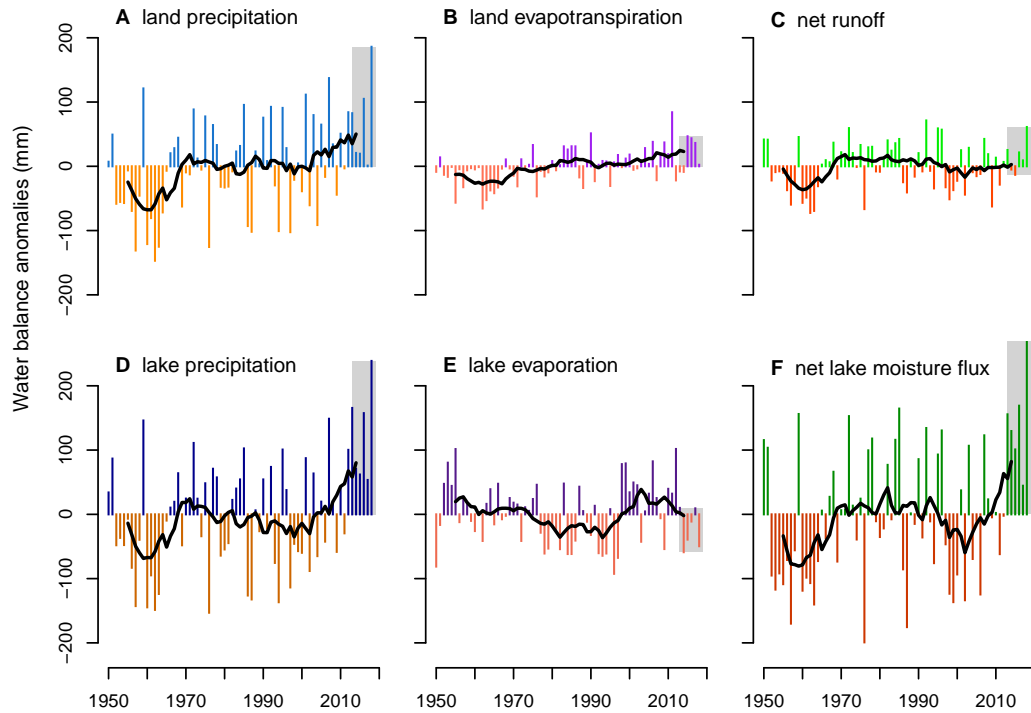 A land precipitation
B land evapotranspiration
C net runoff
200
100
0
−100
−200
Water balance anomalies (mm)
D lake precipitation
E lake evaporation
F net lake moisture flux
200
100
0
−100
−200
1950 1970 1990 2010
1950 1970 1990 2010
1950 1970 1990 2010